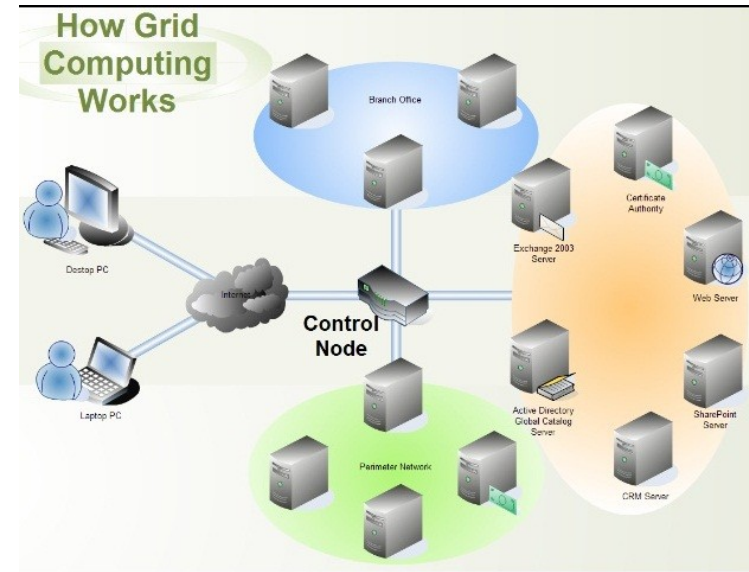 How Grid
Computing
Works
Branch Office
Certificate
Authority
Exchange 2003
Server
Destop PC
Internet
Web Server
Control
Node
Laptop PC
Active Directory
Global Catalog
Server
SharePoint
Server
Perimeter Network
CRM Server